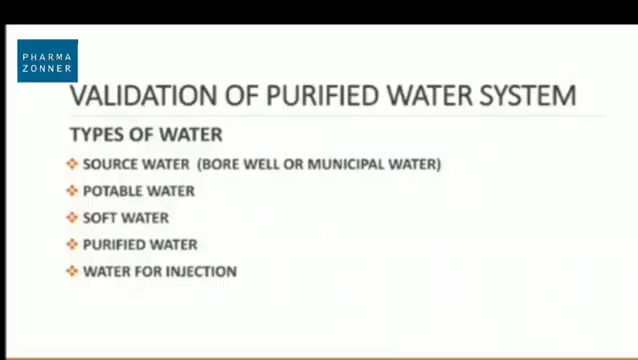 PHARMA
ZONNER
VALIDATION OF PURIFIED WATER SYSTEM
TYPES OF WATER
SOURCE WATER (BORE WELL OR MUNICIPAL WATER)
POTABLE WATER
SOFT WATER
PURIFIED WATER
WATER FOR INJECTION